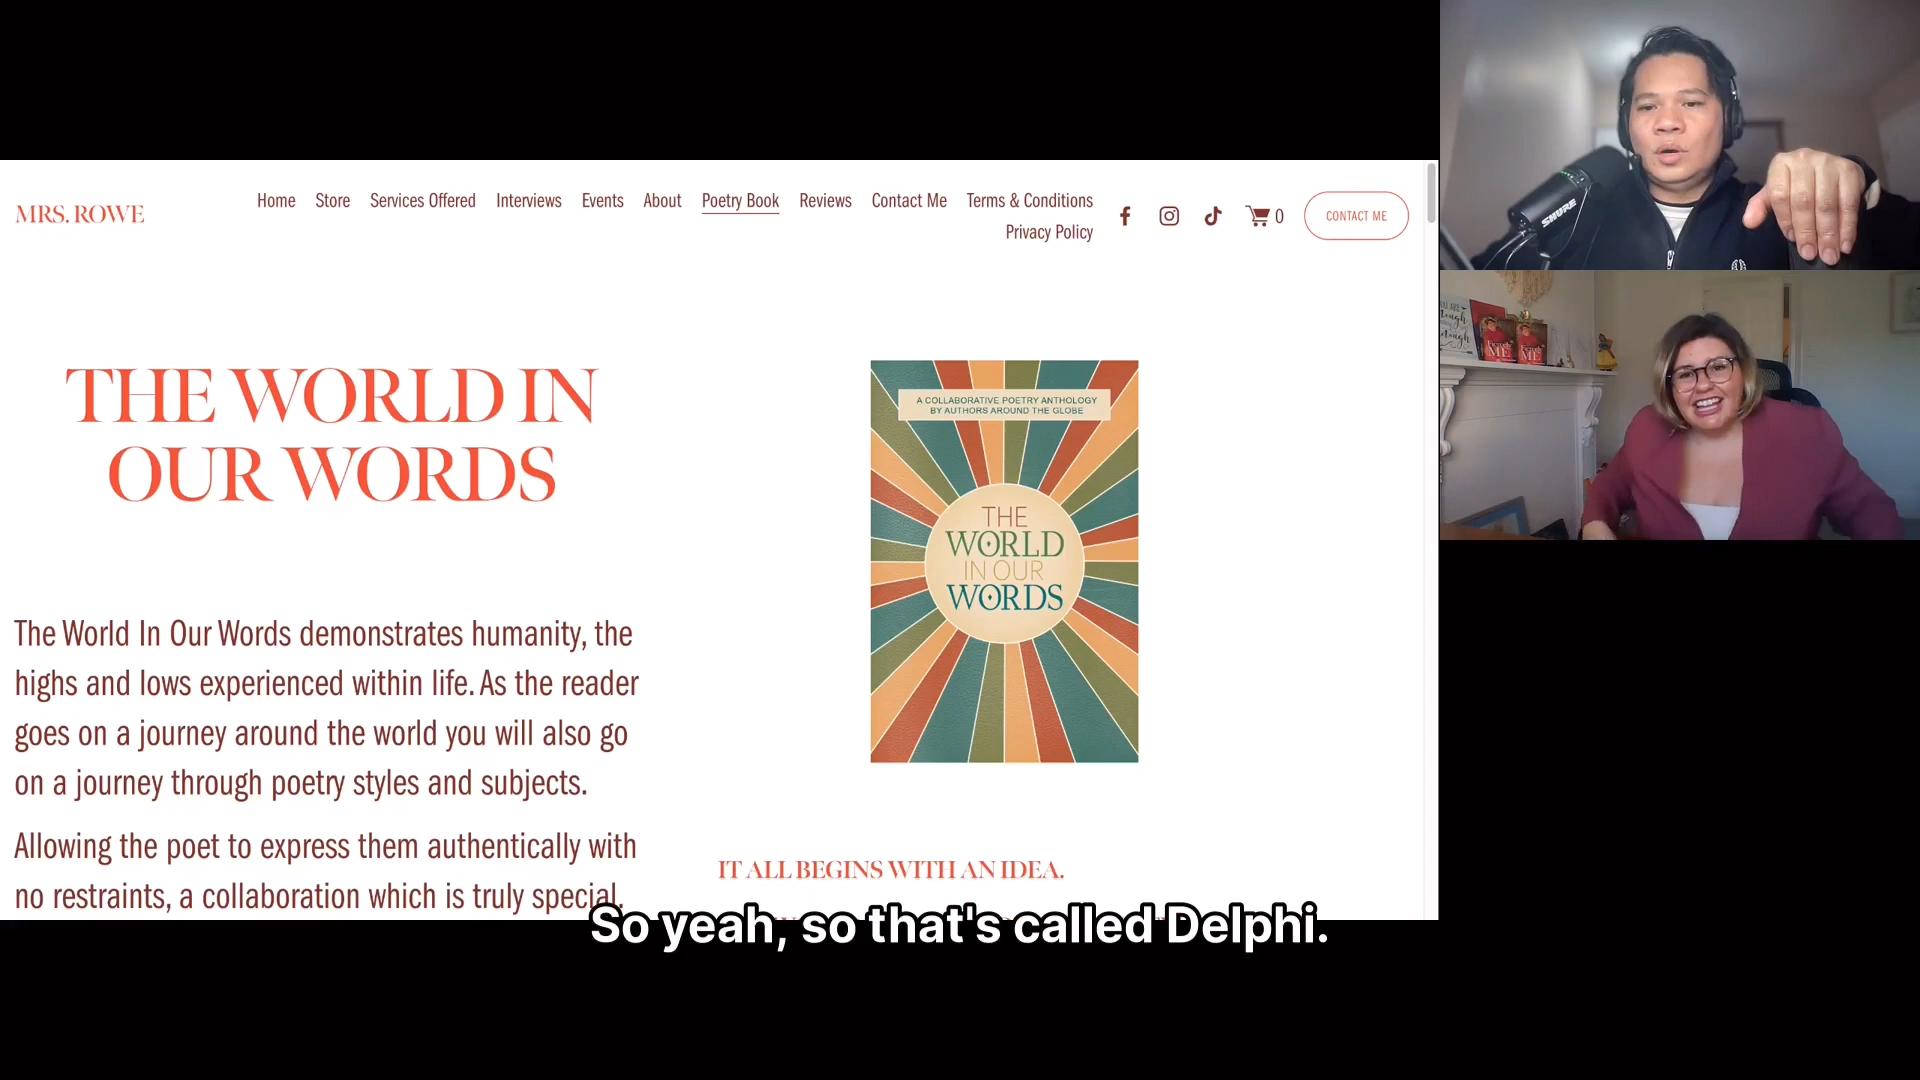 MRS. ROWE
Home Store Services Offered Interviews Events About Poetry Book Reviews Contact Me Terms & Conditions
Privacy Policy
0
CONTACT ME
THE WORLD IN
OUR WORDS
The World In Our Words demonstrates humanity, the
highs and lows experienced within life. As the reader
goes on a journey around the world you will also go
on a journey through poetry styles and subjects.
Allowing the poet to express them authentically with
no restraints, a collaboration which is truly special.
A COLLABORATIVE POETRY ANTHOLOGY
BY AUTHORS AROUND THE GLOBE
THE
WORLD
IN OUR
WORDS
IT ALL BEGINS WITH AN IDEA.
So yeah, so that's called Delphi.
SHURE
ME
ME